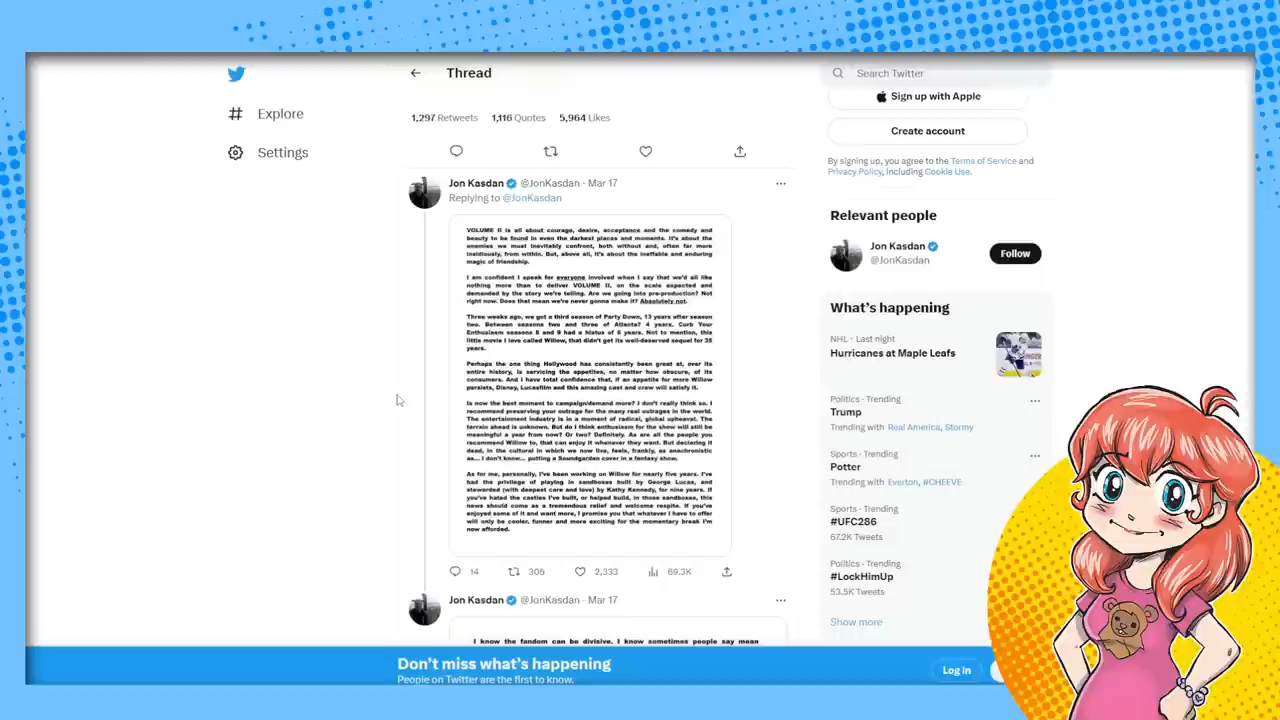 Thread
Search Twitter
Explore
Settings
1,297 Retweets 1,116 Quotes 5,964 Likes
Sign up with Apple
Create account
By signing up, you agree to the Terms of Service and
Privacy Policy, including Cookie Use.
Jon Kasdan @JonKasdan · Mar 17
Replying to @JonKasdan
VOLUME II is all about courage, desire, acceptance and the comedy and
beauty to be found in even the darkest places and moments. It's about the
enemies we must inevitably confront, both without and, often far more
insidiously, from within. But, above all, it's about the ineffable and enduring
magic of friendship.
I am confident I speak for everyone involved when I say that we'd all like
nothing more than to deliver VOLUME II, on the scale expected and
demanded by the story we're telling. Are we going into pre-production? Not
right now. Does that mean we're never gonna make it? Absolutely not.
Three weeks ago, we got a third season of Party Down, 13 years after season
two. Between seasons two and three of Atlanta? 4 years. Curb Your
Enthusiasm seasons 8 and 9 had a hiatus of 6 years. Not to mention, this
little movie I love called Willow, that didn't get its well-deserved sequel for 35
years.
Perhaps the one thing Hollywood has consistently been great at, over its
entire history, is servicing the appetites, no matter how obscure, of its
consumers. And I have total confidence that, if an appetite for more Willow
persists, Disney, Lucasfilm and this amazing cast and crew will satisfy it.
Is now the best moment to campaign/demand more? I don't really think so. I
recommend preserving your outrage for the many real outrages in the world.
The entertainment industry is in a moment of radical, global upheaval. The
terrain ahead is unknown. But do I think enthusiasm for the show will still be
meaningful a year from now? Or two? Definitely. As are all the people you
recommend Willow to, that can enjoy it whenever they want. But declaring it
dead, in the cultural in which we now live, feels, frankly, as anachronistic
as... I don't know... putting a Soundgarden cover in a fantasy show.
As for me, personally, I've been working on Willow for nearly five years. I've
had the privilege of playing in sandboxes built by George Lucas, and
stewarded (with deepest care and love) by Kathy Kennedy, for nine years. If
you've hated the castles I've built, or helped build, in those sandboxes, this
news should come as a tremendous relief and welcome respite. If you've
enjoyed some of it and want more, I promise you that whatever I have to offer
will only be cooler, funner and more exciting for the momentary break I'm
now afforded.
14 305 2,333 69.3K
Jon Kasdan @JonKasdan · Mar 17
I know the fandom can be divisive. I know sometimes people say mean
Relevant people
Jon Kasdan
@JonKasdan
Follow
What's happening
NHL · Last night
Hurricanes at Maple Leafs
Politics · Trending
Trump
Trending with Real America, Stormy
Sports · Trending
Potter
Trending with Everton, #CHEEVE
Sports · Trending
#UFC286
67.2K Tweets
Politics · Trending
#LockHimUp
53.5K Tweets
Show more
Don't miss what's happening
People on Twitter are the first to know.
Log in